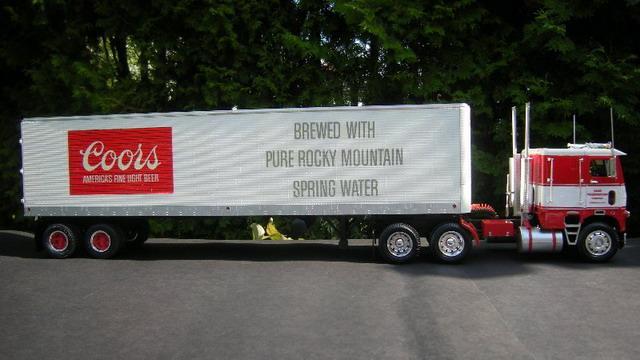 Coors
AMERICA'S FINE LIGHT BEER
BREWED WITH
PURE ROCKY MOUNTAIN
SPRING WATER